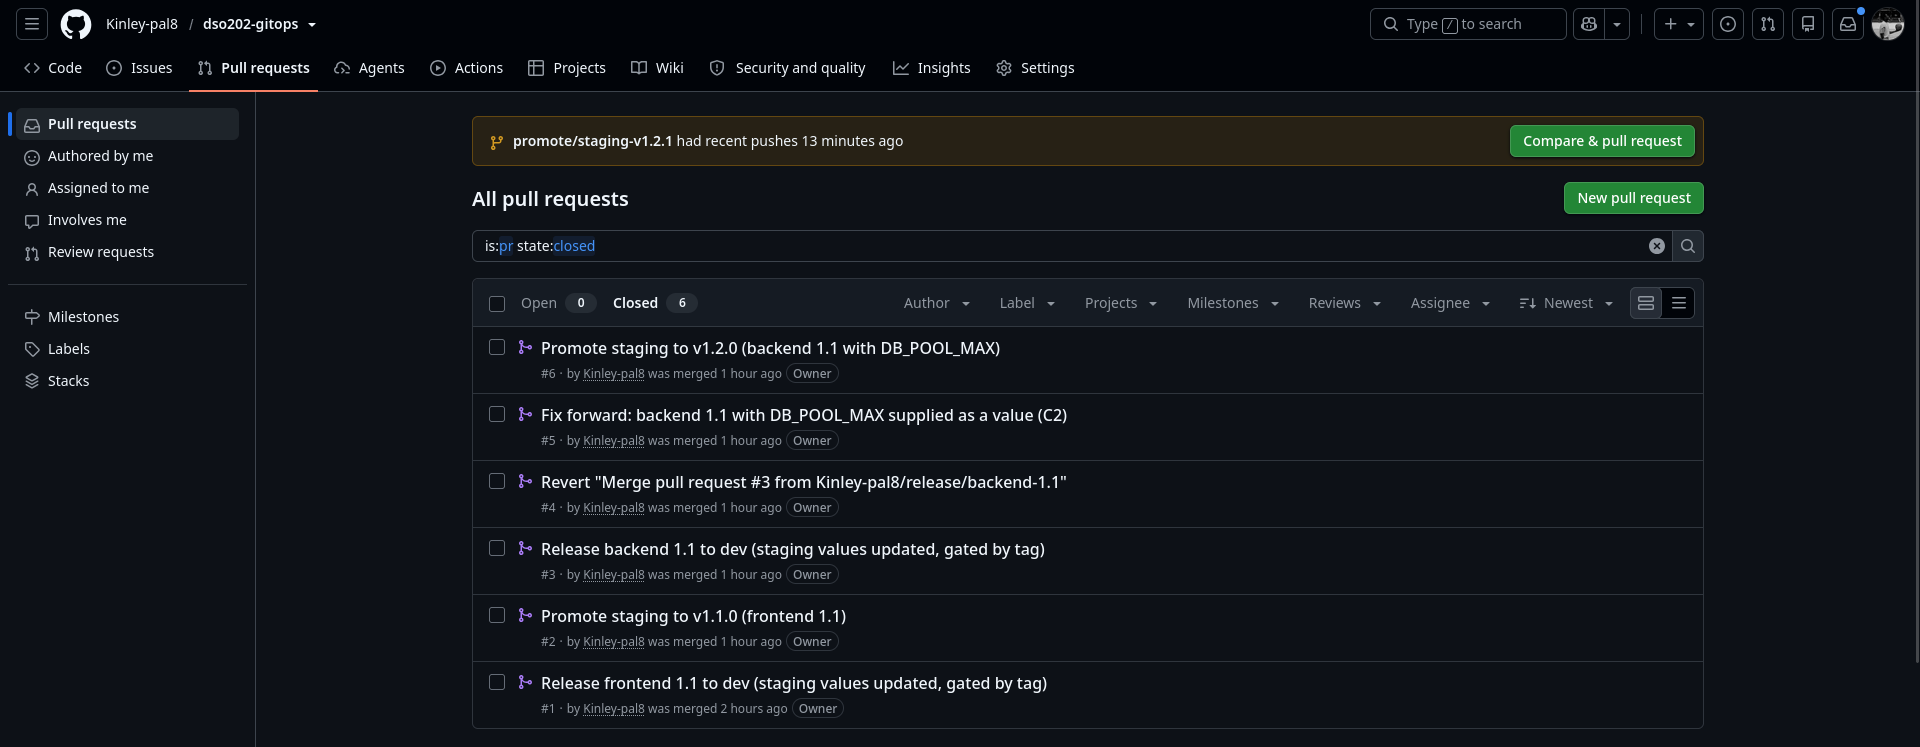 Kinley-pal8 / dso202-gitops
Type / to search
Code Issues Pull requests Agents Actions Projects Wiki Security and quality Insights Settings
Pull requests
Authored by me
Assigned to me
Involves me
Review requests
Milestones
Labels
Stacks
promote/staging-v1.2.1 had recent pushes 13 minutes ago
Compare & pull request
All pull requests
New pull request
is:pr state:closed
Open 0 Closed 6 Author Label Projects Milestones Reviews Assignee Newest
Promote staging to v1.2.0 (backend 1.1 with DB_POOL_MAX)
#6 · by Kinley-pal8 was merged 1 hour ago Owner
Fix forward: backend 1.1 with DB_POOL_MAX supplied as a value (C2)
#5 · by Kinley-pal8 was merged 1 hour ago Owner
Revert "Merge pull request #3 from Kinley-pal8/release/backend-1.1"
#4 · by Kinley-pal8 was merged 1 hour ago Owner
Release backend 1.1 to dev (staging values updated, gated by tag)
#3 · by Kinley-pal8 was merged 1 hour ago Owner
Promote staging to v1.1.0 (frontend 1.1)
#2 · by Kinley-pal8 was merged 1 hour ago Owner
Release frontend 1.1 to dev (staging values updated, gated by tag)
#1 · by Kinley-pal8 was merged 2 hours ago Owner